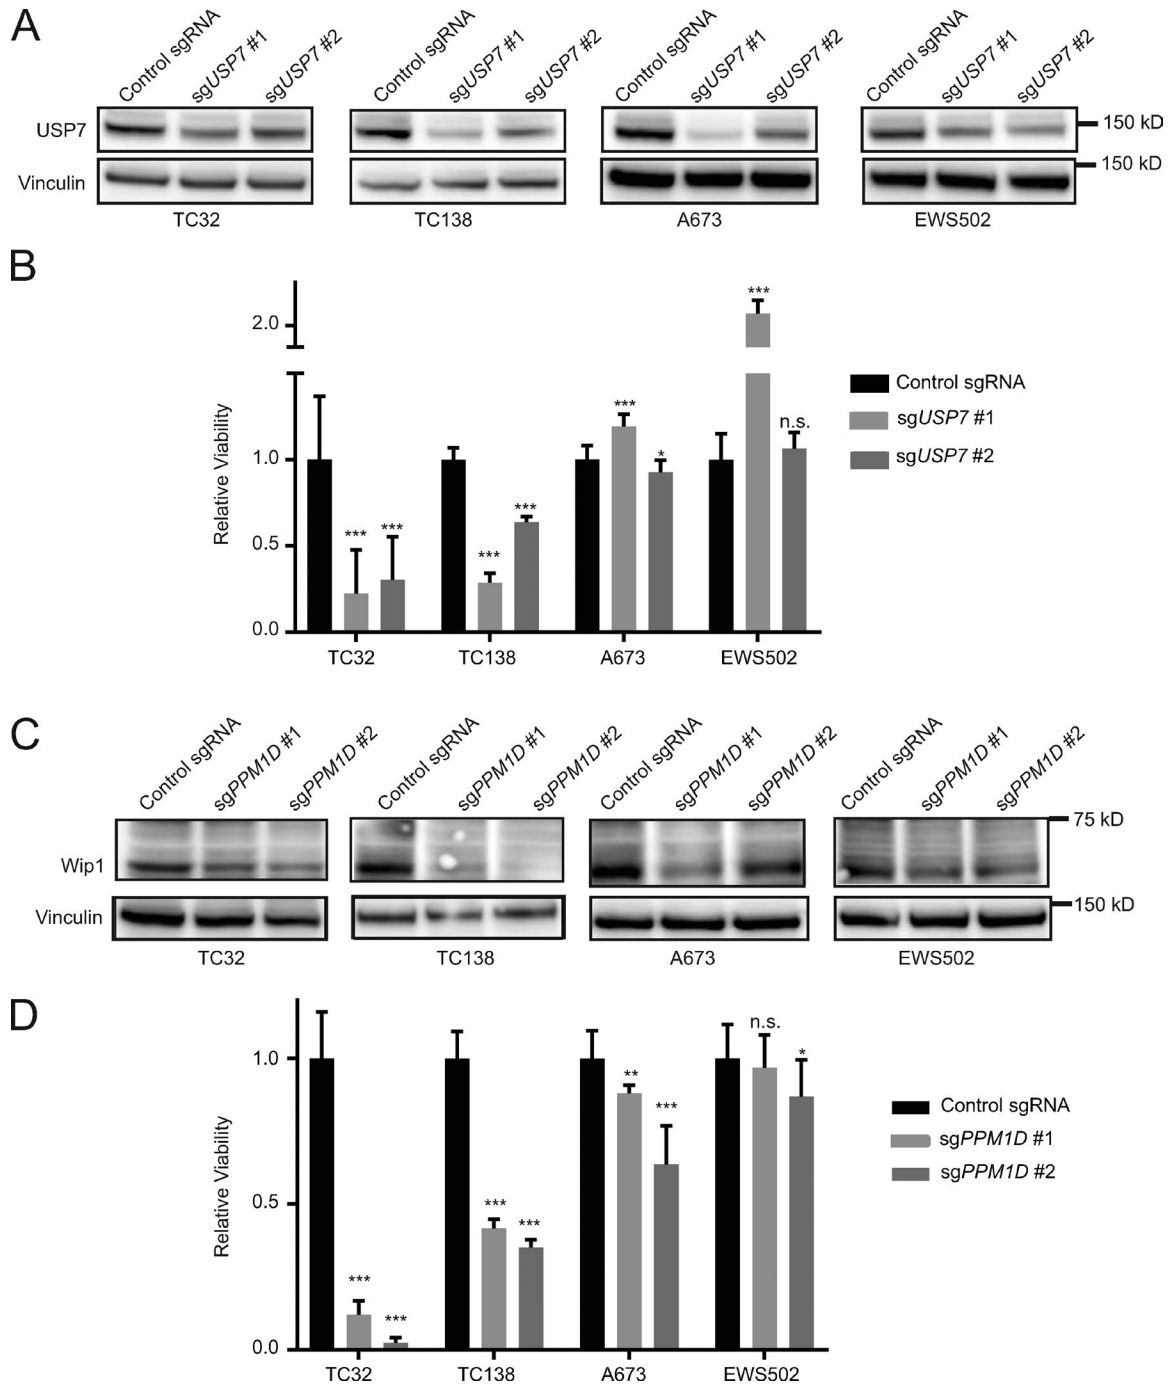 A
Control sgRNA
sgUSP7 #1
sgUSP7 #2
Control sgRNA
sgUSP7 #1
sgUSP7 #2
Control sgRNA
sgUSP7 #1
sgUSP7 #2
Control sgRNA
sgUSP7 #1
sgUSP7 #2
USP7
150 kD
Vinculin
150 kD
TC32
TC138
A673
EWS502
B
Relative Viability
2.0
1.0
0.5
0.0
***
***
***
***
***
*
***
n.s.
TC32
TC138
A673
EWS502
Control sgRNA
sgUSP7 #1
sgUSP7 #2
C
Control sgRNA
sgPPM1D #1
sgPPM1D #2
Control sgRNA
sgPPM1D #1
sgPPM1D #2
Control sgRNA
sgPPM1D #1
sgPPM1D #2
Control sgRNA
sgPPM1D #1
sgPPM1D #2
Wip1
75 kD
Vinculin
150 kD
TC32
TC138
A673
EWS502
D
Relative Viability
1.0
0.5
0.0
***
***
***
***
**
***
n.s.
*
TC32
TC138
A673
EWS502
Control sgRNA
sgPPM1D #1
sgPPM1D #2